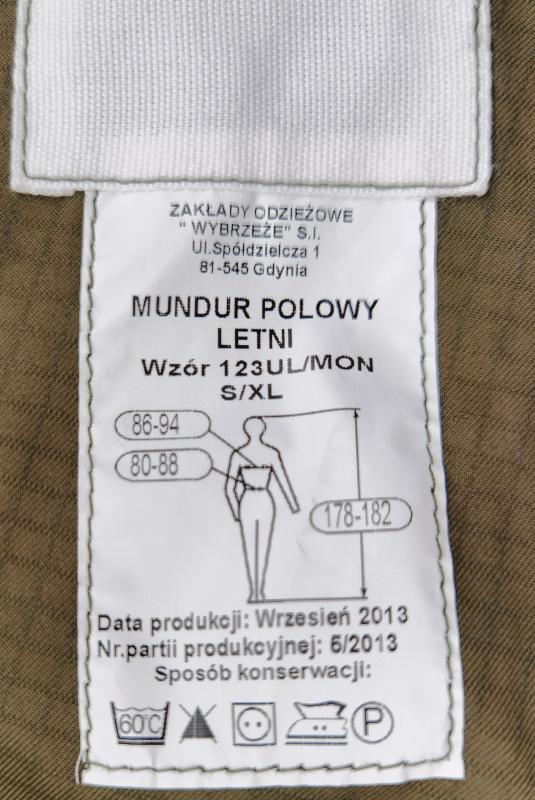 ZAKŁADY ODZIEŻOWE
" WYBRZEŻE" S.I.
Ul.Spółdzielcza 1
81-545 Gdynia
MUNDUR POLOWY
LETNI
Wzór 123UL/MON
S/XL
86-94
80-88
178-182
Data produkcji: Wrzesień 2013
Nr.partii produkcyjnej: 5/2013
Sposób konserwacji:
60°C
P